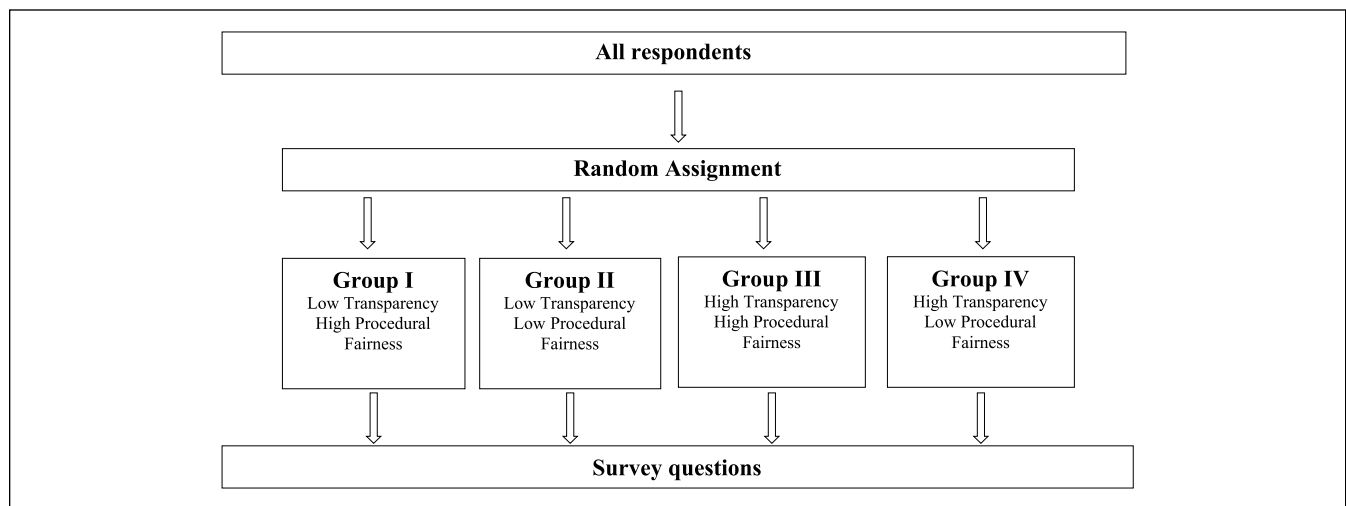 All respondents
Random Assignment
Group I
Low Transparency
High Procedural
Fairness
Group II
Low Transparency
Low Procedural
Fairness
Group III
High Transparency
High Procedural
Fairness
Group IV
High Transparency
Low Procedural
Fairness
Survey questions